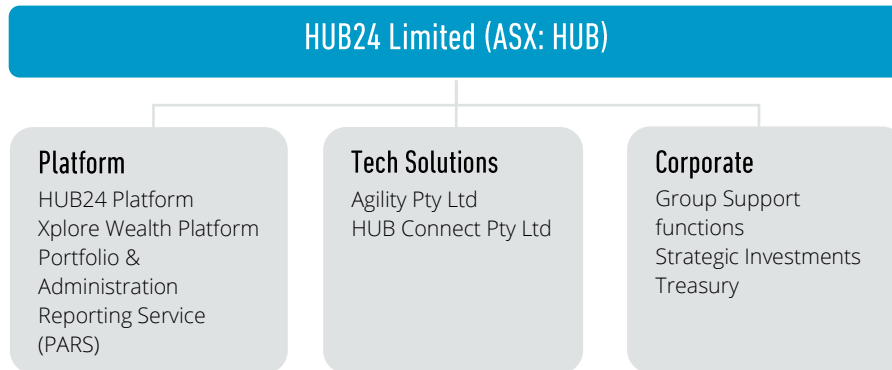 HUB24 Limited (ASX: HUB)
Platform
HUB24 Platform
Xplore Wealth Platform
Portfolio &
Administration
Reporting Service
(PARS)
Tech Solutions
Agility Pty Ltd
HUB Connect Pty Ltd
Corporate
Group Support
functions
Strategic Investments
Treasury